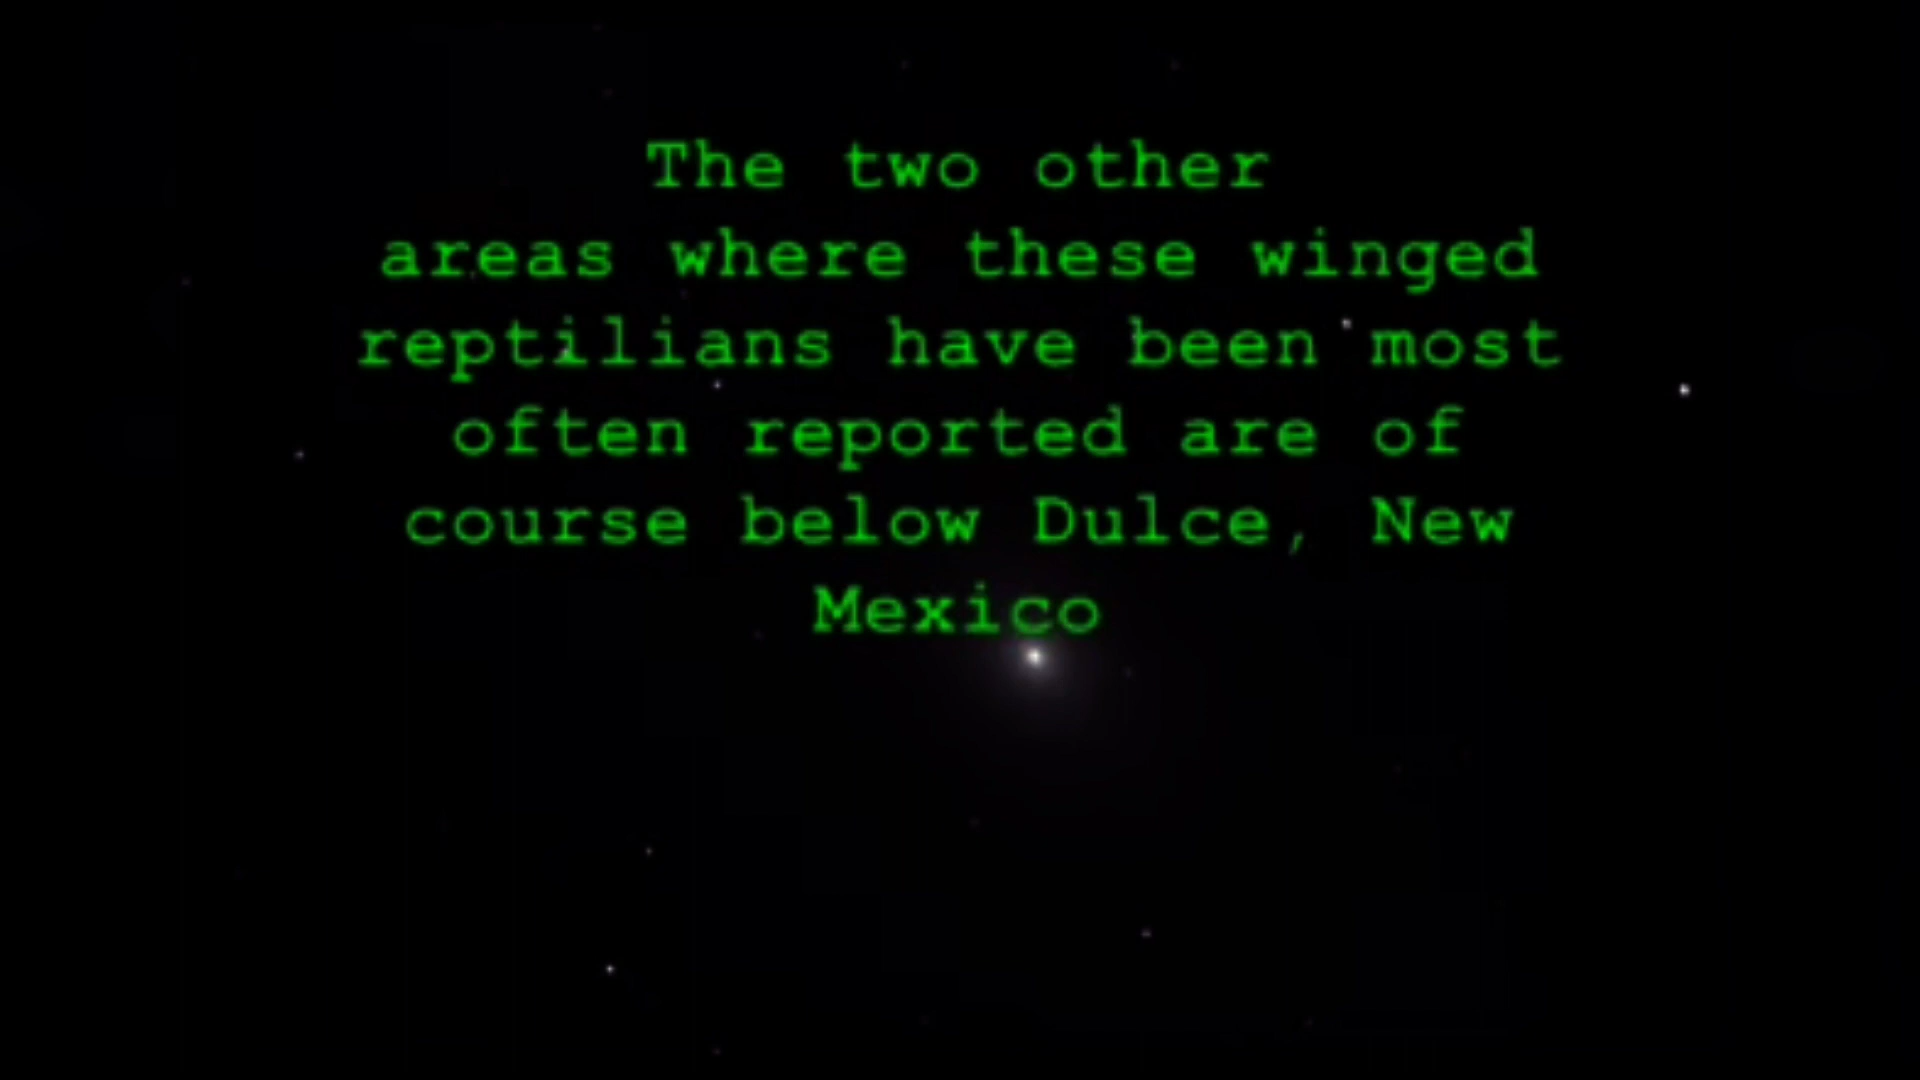 The two other
areas where these winged
reptilians have been most
often reported are of
course below Dulce, New
Mexico